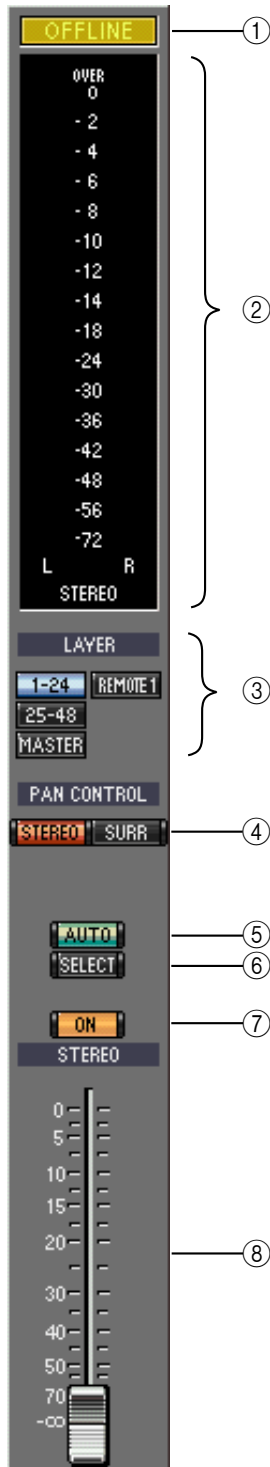 OFFLINE ①
OVER
0
- 2
- 4
- 6
- 8
-10
-12
-14
-18
-24
-30
-36
-42
-48
-56
-72
L R
STEREO
②
LAYER
1-24 REMOTE1
25-48
MASTER
③
PAN CONTROL
STEREO SURR ④
AUTO ⑤
SELECT ⑥
ON ⑦
STEREO
0
5
10
15
20
30
40
50
70
-∞
⑧